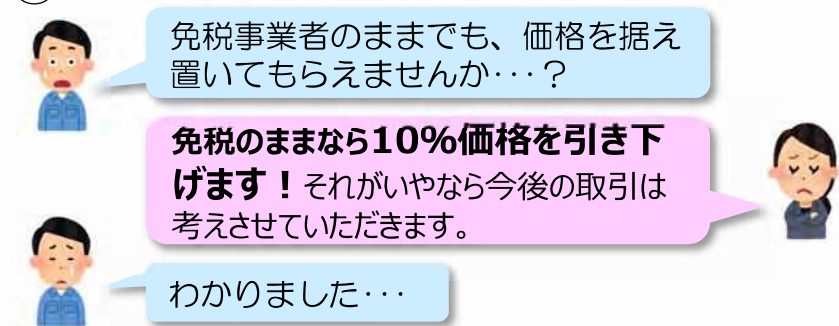 免税事業者のままでも、価格を据え
置いてもらえませんか･･･？
免税のままなら10％価格を引き下
げます！それがいやなら今後の取引は
考えさせていただきます。
わかりました･･･